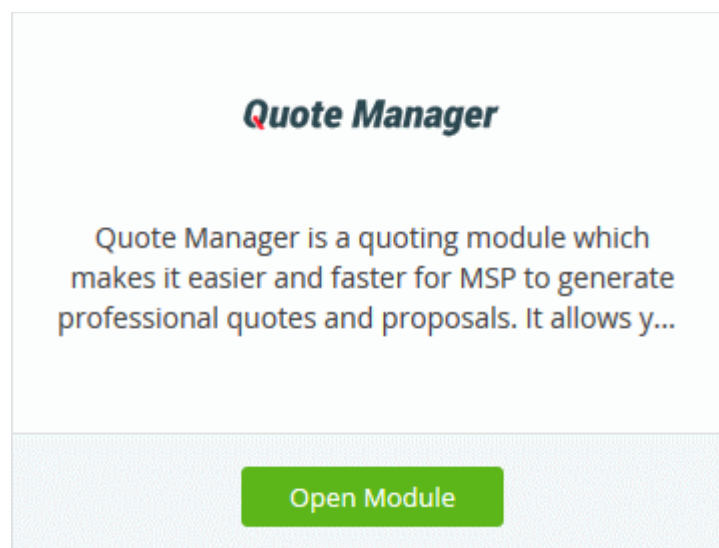 Quote Manager
Quote Manager is a quoting module which
makes it easier and faster for MSP to generate
professional quotes and proposals. It allows y...
Open Module